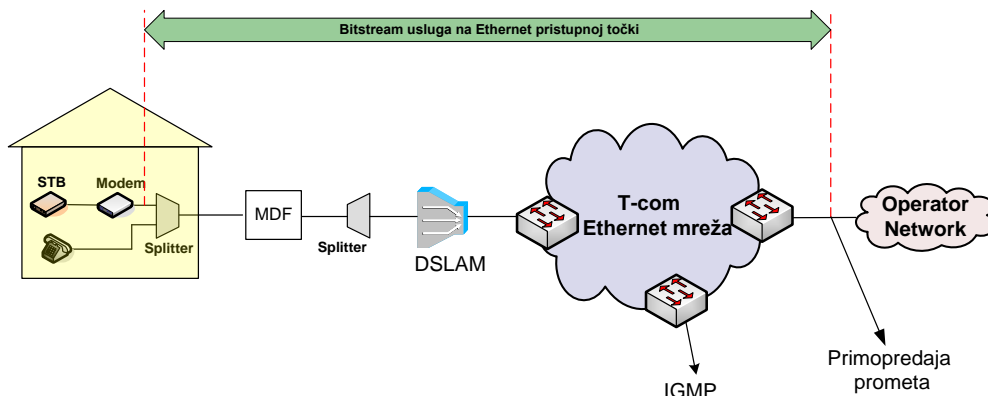 Bitstream usluga na Ethernet pristupnoj točki
STB
Modem
Splitter
MDF
Splitter
DSLAM
T-com
Ethernet mreža
Operator
Network
IGMP
Primopredaja
prometa